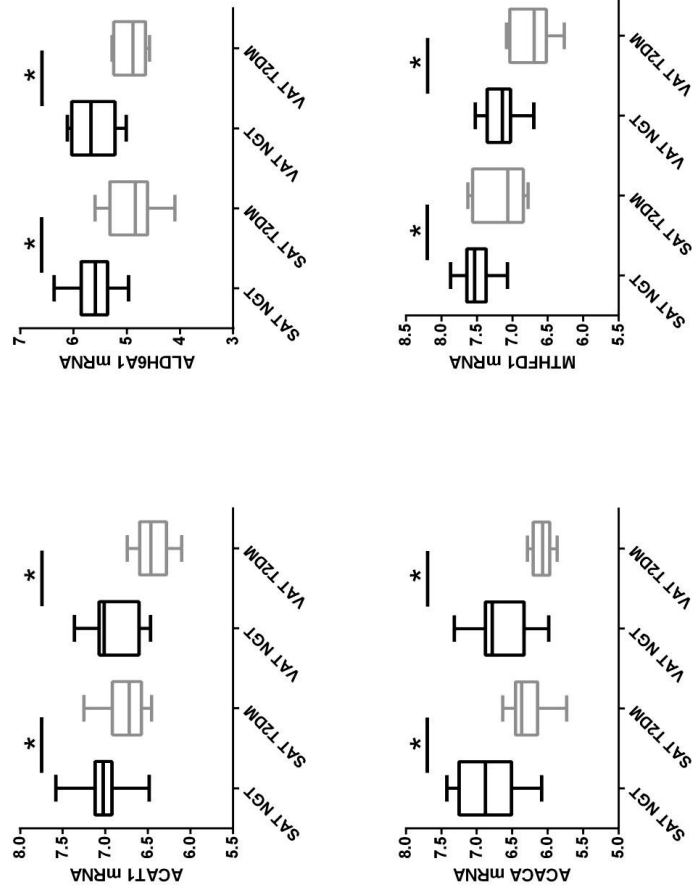 ACAT1 mRNA
8.0
7.5
7.0
6.5
6.0
5.5
*
*
SAT NGT
SAT T2DM
VAT NGT
VAT T2DM
ALDH6A1 mRNA
7
6
5
4
3
*
*
SAT NGT
SAT T2DM
VAT NGT
VAT T2DM
ACACA mRNA
8.0
7.5
7.0
6.5
6.0
5.5
5.0
*
*
SAT NGT
SAT T2DM
VAT NGT
VAT T2DM
MTHFD1 mRNA
8.5
8.0
7.5
7.0
6.5
6.0
5.5
*
*
SAT NGT
SAT T2DM
VAT NGT
VAT T2DM